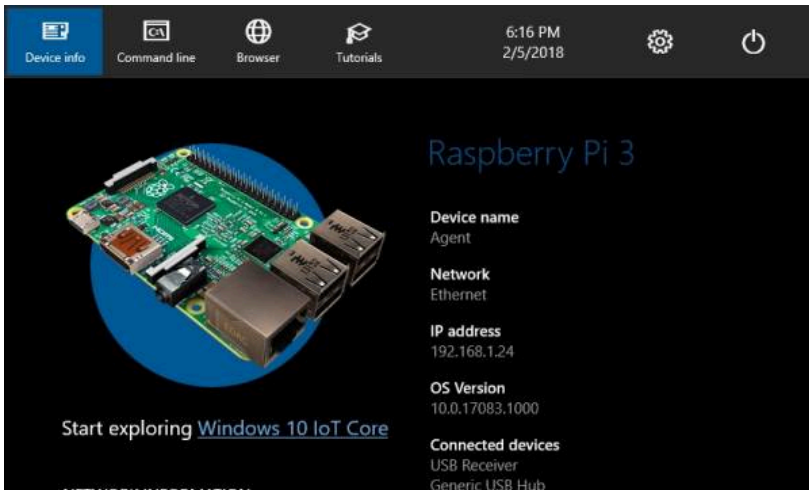 Device info
Command line
Browser
Tutorials
6:16 PM
2/5/2018
Raspberry Pi 3
Device name
Agent
Network
Ethernet
IP address
192.168.1.24
OS Version
10.0.17083.1000
Start exploring Windows 10 IoT Core
Connected devices
USB Receiver
Generic USB Hub
NETWORK INFORMATION